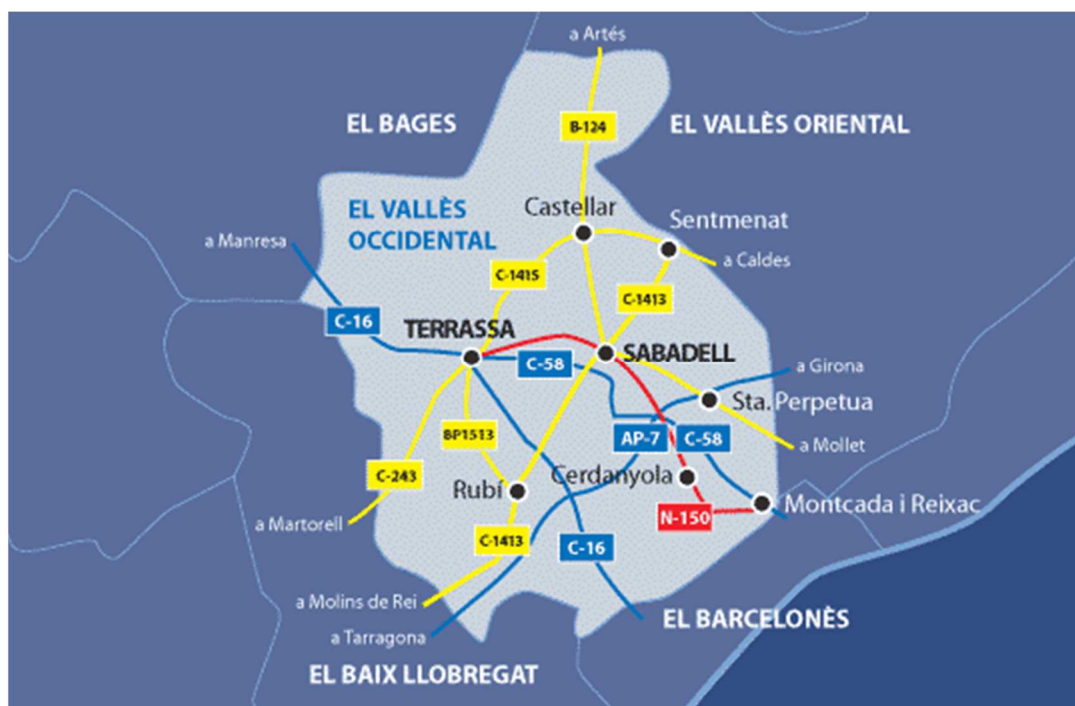 a Artés
B-124
EL BAGES
EL VALLÈS ORIENTAL
EL VALLÈS
OCCIDENTAL
Castellar
Sentmenat
a Manresa
a Caldes
C-1415
C-1413
C-16
TERRASSA
SABADELL
C-58
a Girona
Sta. Perpetua
BP1513
AP-7
C-58
a Mollet
C-243
Rubí
Cerdanyola
Montcada i Reixac
N-150
a Martorell
C-1413
C-16
a Molins de Rei
a Tarragona
EL BARCELONÈS
EL BAIX LLOBREGAT